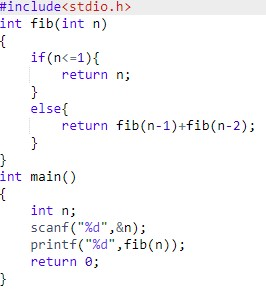 #include<stdio.h>
int fib(int n)
{
    if(n<=1){
        return n;
    }
    else{
        return fib(n-1)+fib(n-2);
    }
}
int main()
{
    int n;
    scanf("%d",&n);
    printf("%d",fib(n));
    return 0;
}